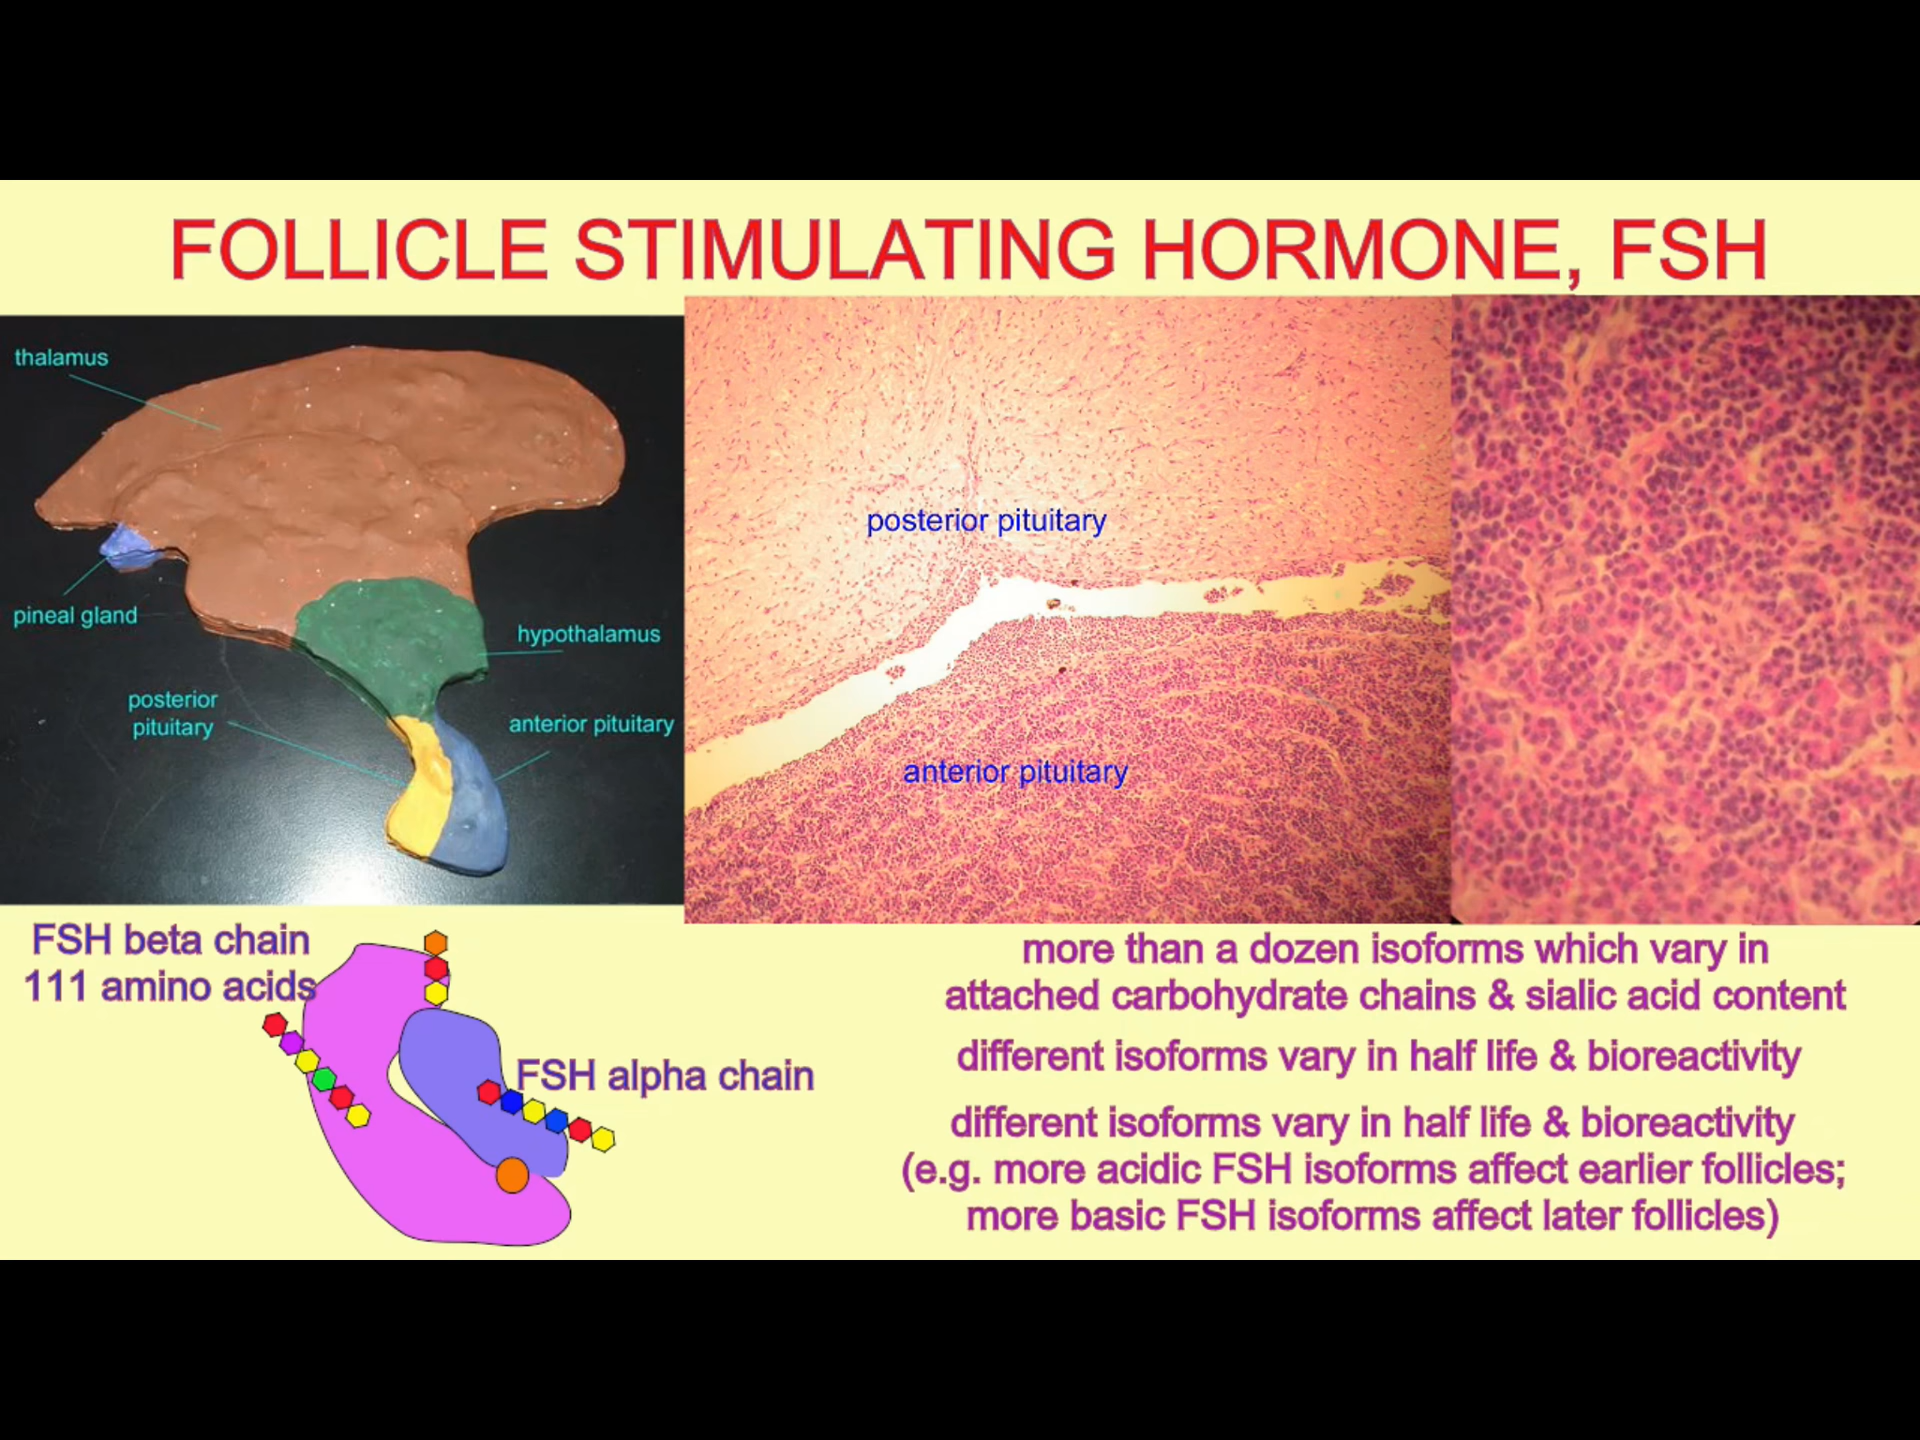 FOLLICLE STIMULATING HORMONE, FSH
thalamus
pineal gland
hypothalamus
posterior
pituitary
anterior pituitary
posterior pituitary
anterior pituitary
FSH beta chain
111 amino acids
FSH alpha chain
more than a dozen isoforms which vary in
attached carbohydrate chains & sialic acid content
different isoforms vary in half life & bioreactivity
different isoforms vary in half life & bioreactivity
(e.g. more acidic FSH isoforms affect earlier follicles;
more basic FSH isoforms affect later follicles)